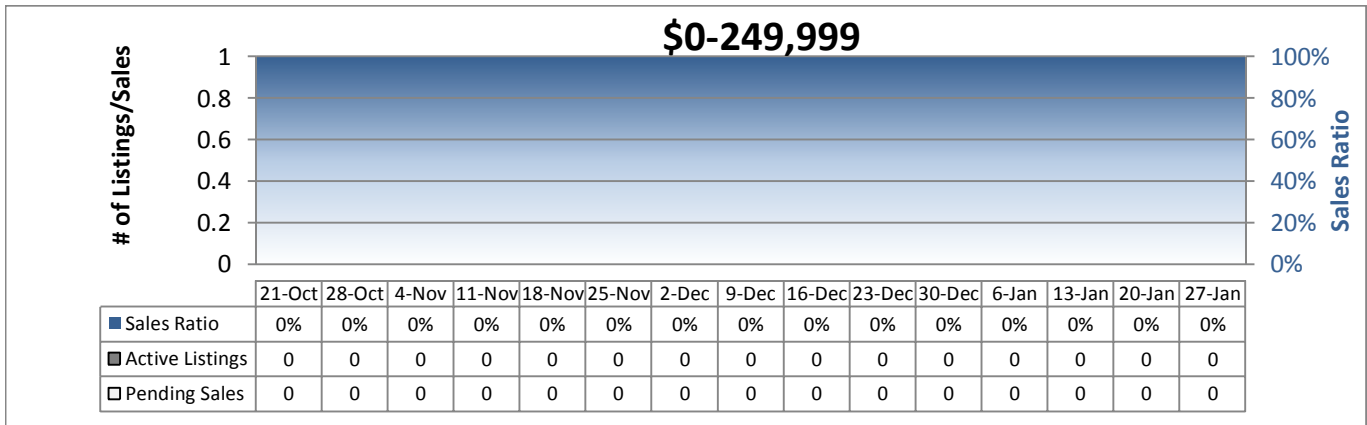 $0-249,999
# of Listings/Sales
1
0.8
0.6
0.4
0.2
0
100%
80%
60%
40%
20%
0%
Sales Ratio
21-Oct 28-Oct 4-Nov 11-Nov 18-Nov 25-Nov 2-Dec 9-Dec 16-Dec 23-Dec 30-Dec 6-Jan 13-Jan 20-Jan 27-Jan
Sales Ratio 0% 0% 0% 0% 0% 0% 0% 0% 0% 0% 0% 0% 0% 0% 0%
Active Listings 0 0 0 0 0 0 0 0 0 0 0 0 0 0 0
Pending Sales 0 0 0 0 0 0 0 0 0 0 0 0 0 0 0